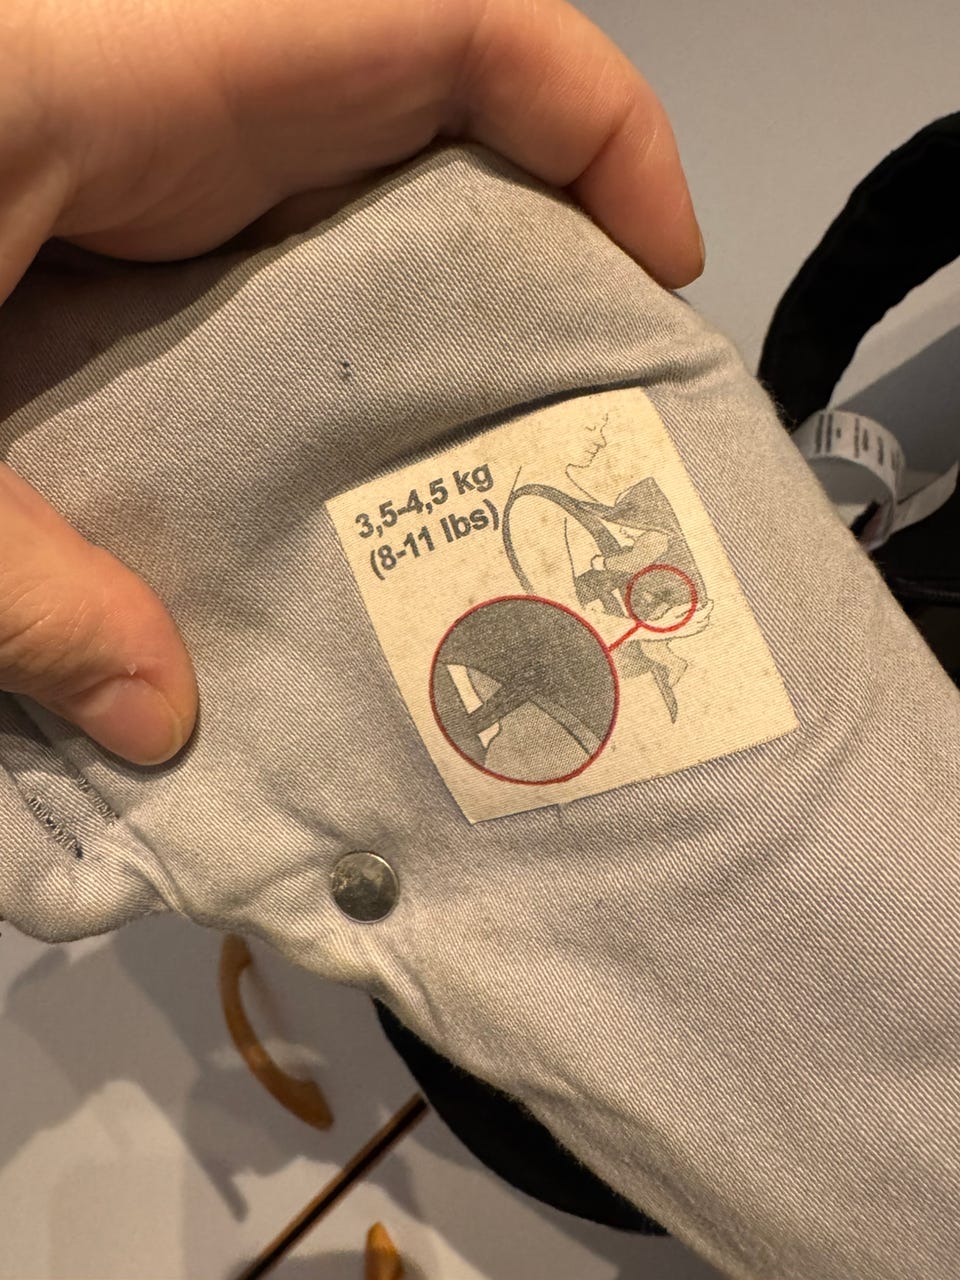 3,5-4,5 kg
(8-11 lbs)